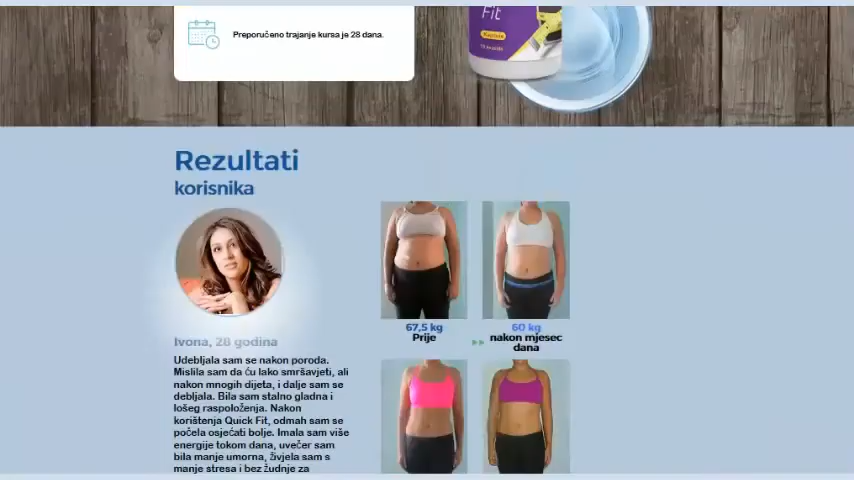 Fit
Kapsule
Preporučeno trajanje kursa je 28 dana.
Rezultati
korisnika
67,5 kg
Prije
60 kg
nakon mjesec
dana
Ivona, 28 godina
Udebljala sam se nakon poroda.
Mislila sam da ću lako smršavjeti, ali
nakon mnogih dijeta, i dalje sam se
debljala. Bila sam stalno gladna i
lošeg raspoloženja. Nakon
korištenja Quick Fit, odmah sam se
počela osjećati bolje. Imala sam više
energije tokom dana, uvečer sam
bila manje umorna, živjela sam s
manje stresa i bez žudnje za